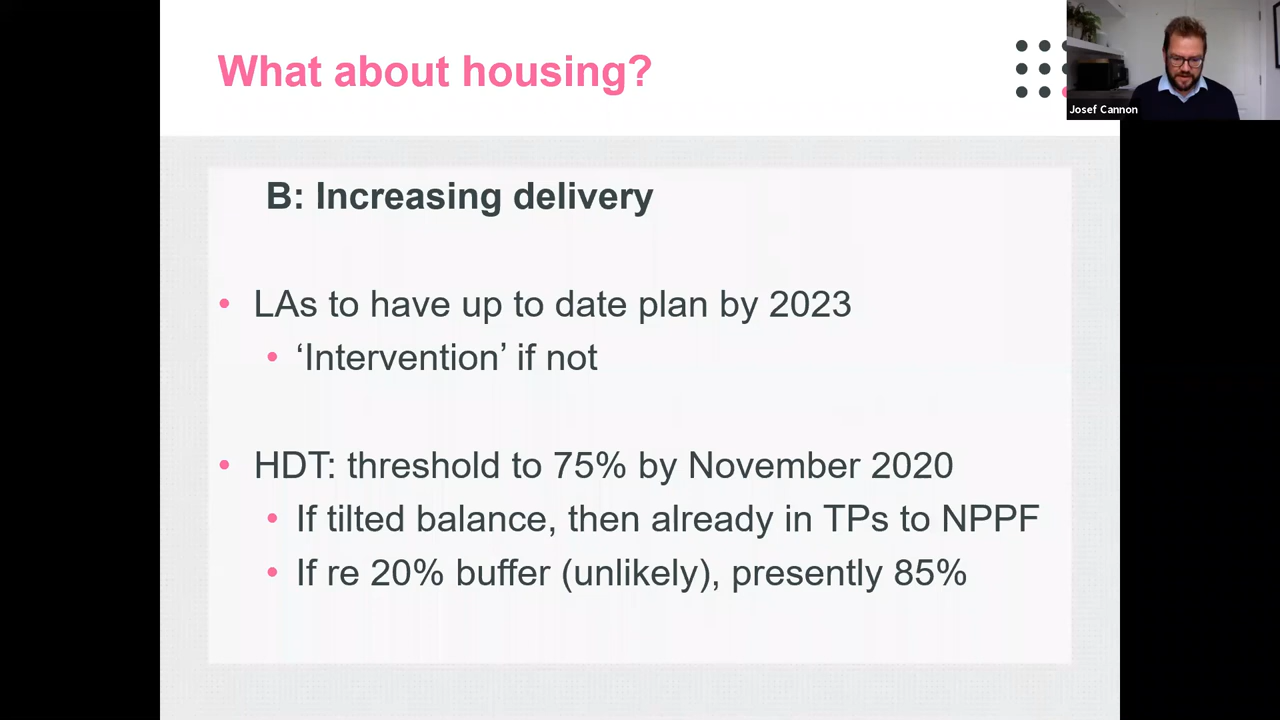 What about housing?
Josef Cannon
B: Increasing delivery
• LAs to have up to date plan by 2023
• ‘Intervention’ if not
• HDT: threshold to 75% by November 2020
• If tilted balance, then already in TPs to NPPF
• If re 20% buffer (unlikely), presently 85%